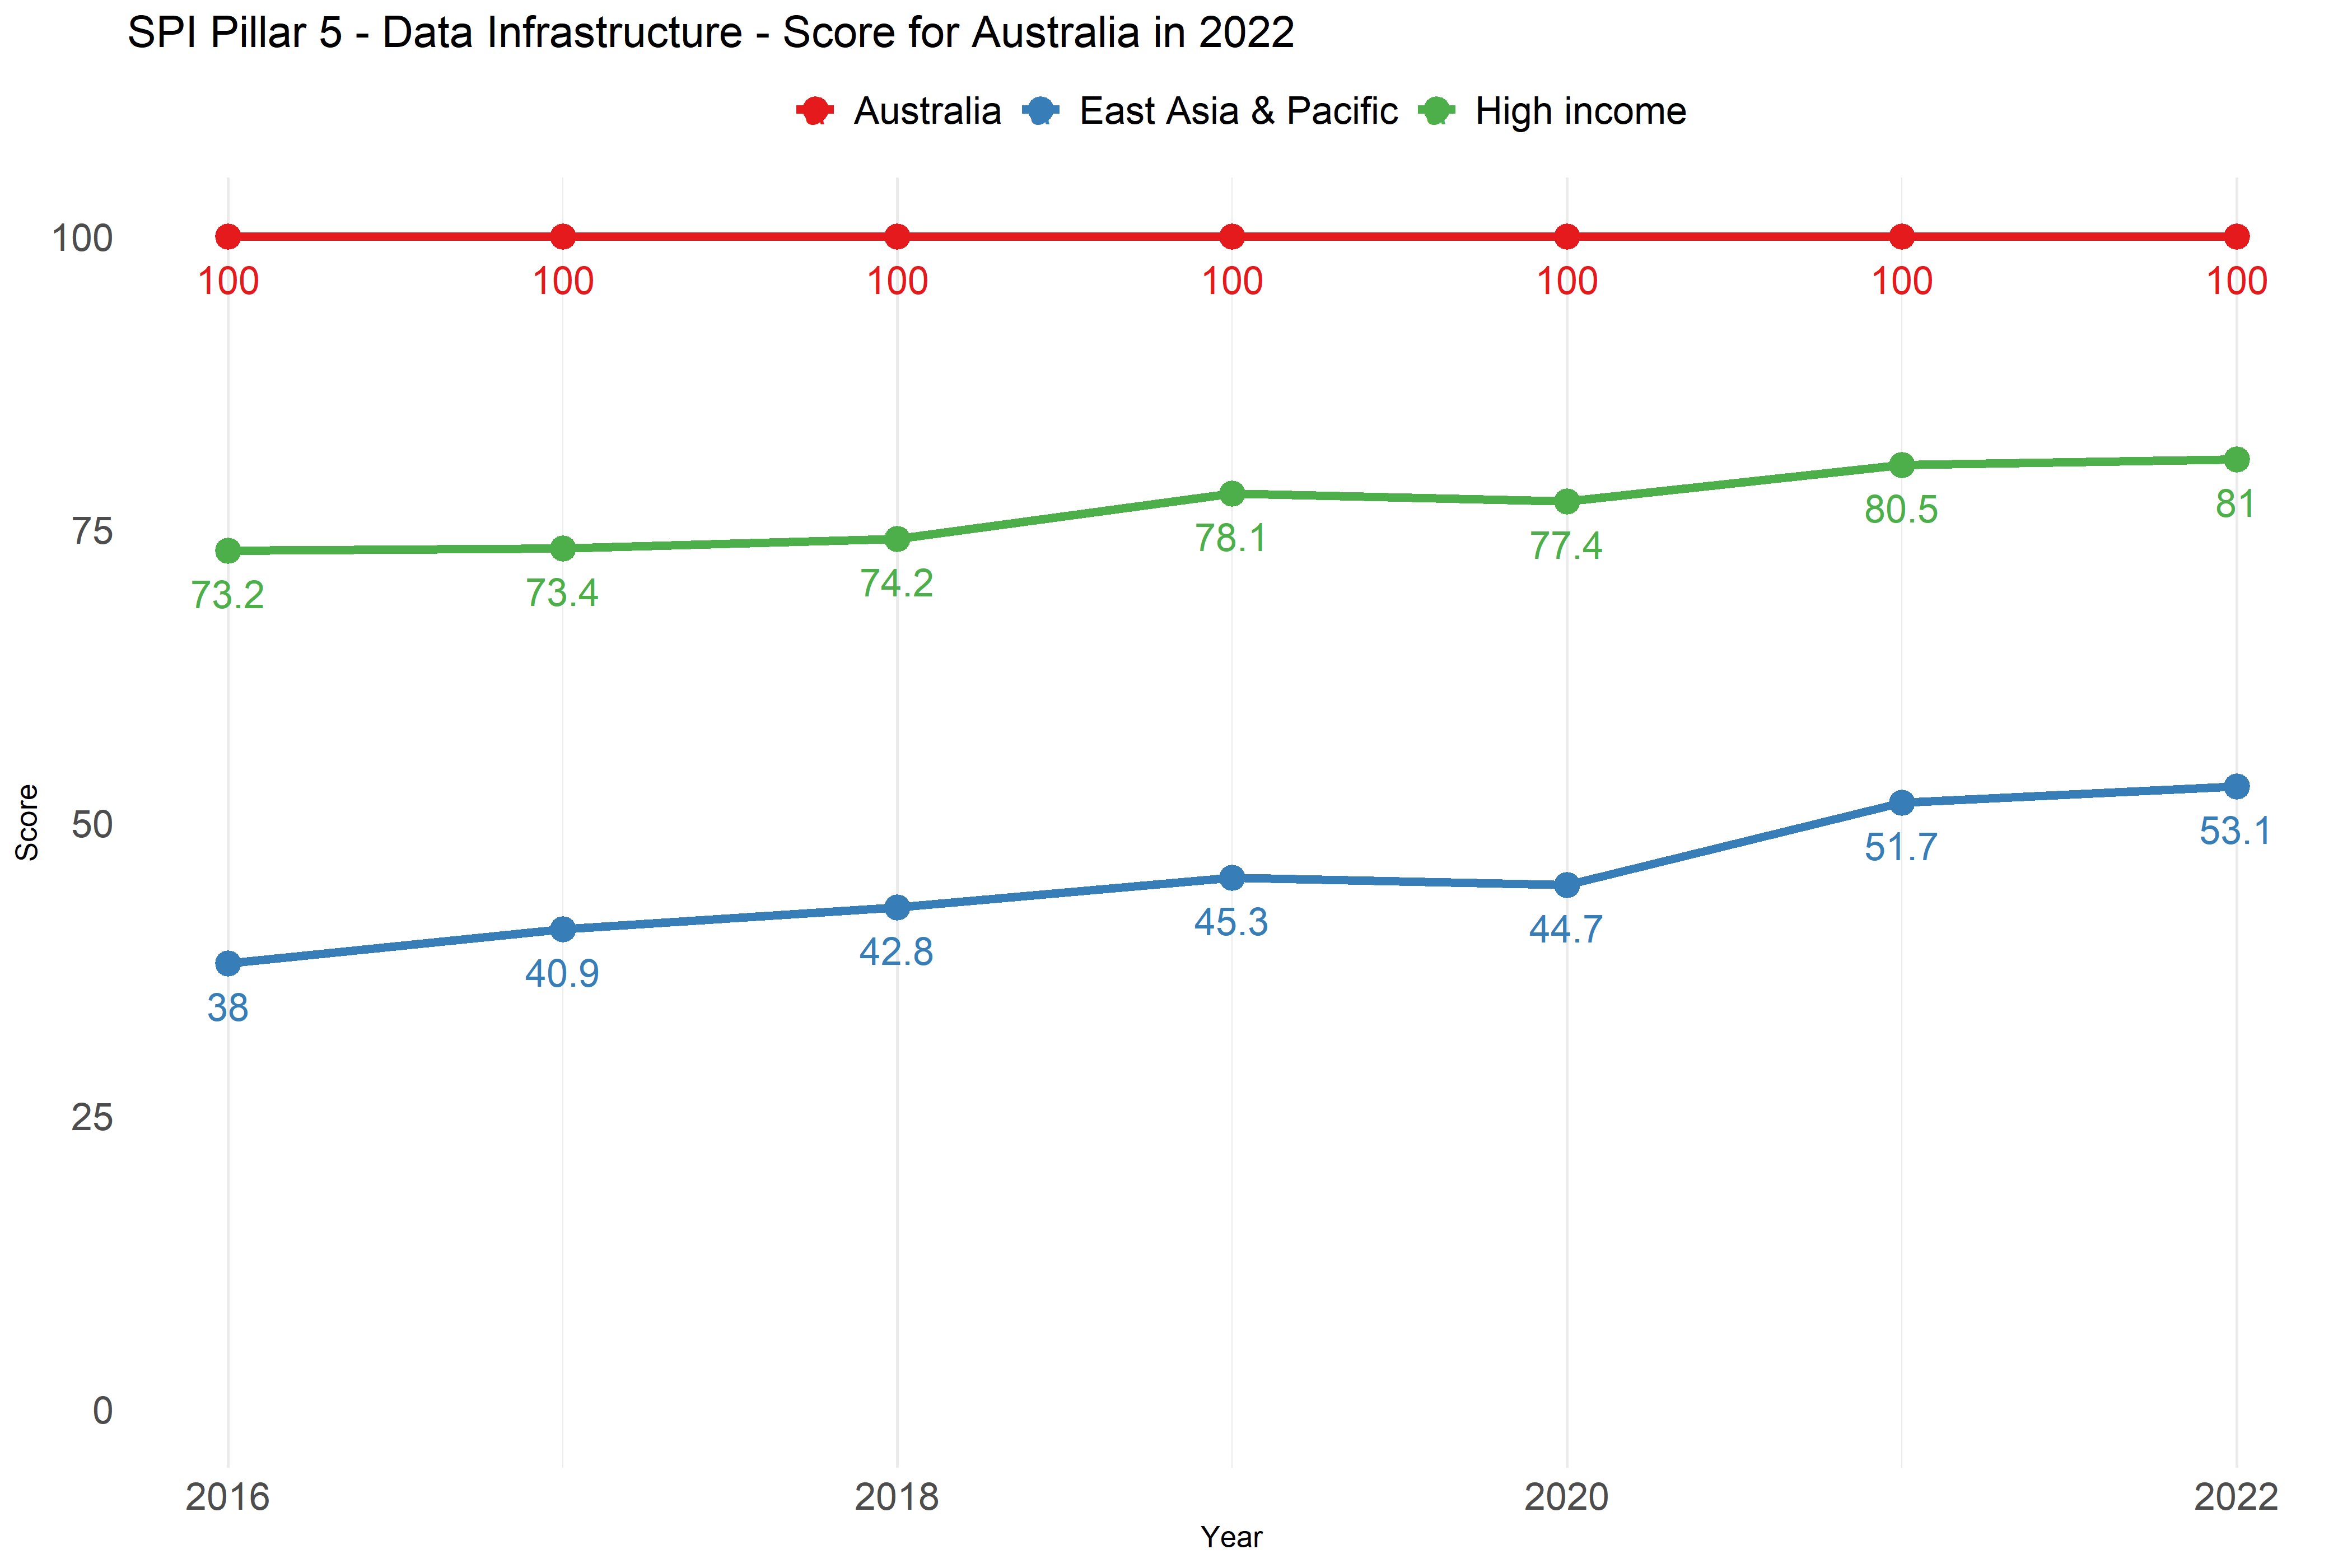 SPI Pillar 5 - Data Infrastructure - Score for Australia in 2022
Australia East Asia & Pacific High income
100
100 100 100 100 100 100 100
75
73.2 73.4 74.2 78.1 77.4 80.5 81
Score
50
38 40.9 42.8 45.3 44.7 51.7 53.1
25
0
2016 2018 2020 2022
Year